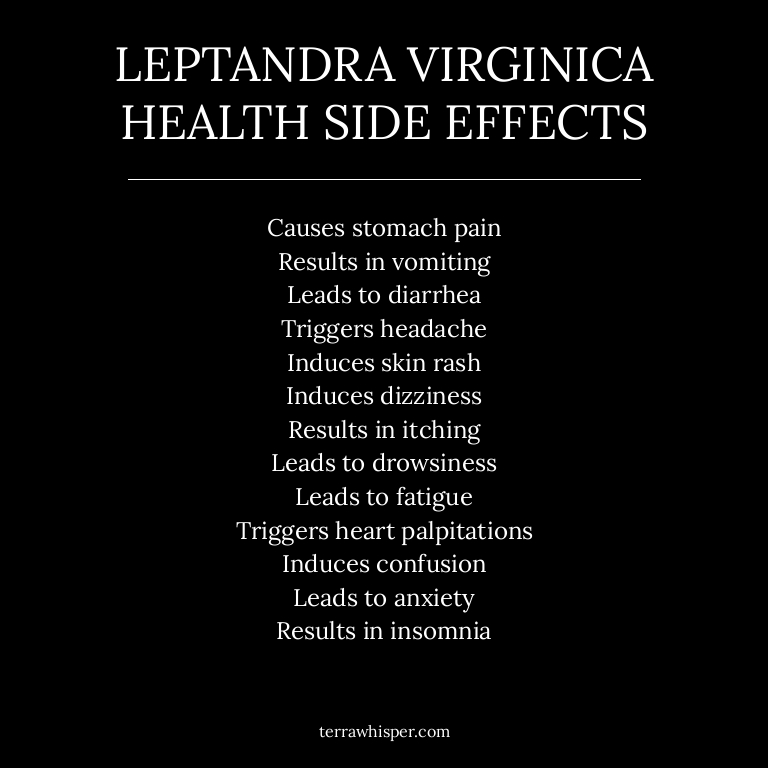 LEPTANDRA VIRGINICA
HEALTH SIDE EFFECTS
Causes stomach pain
Results in vomiting
Leads to diarrhea
Triggers headache
Induces skin rash
Induces dizziness
Results in itching
Leads to drowsiness
Leads to fatigue
Triggers heart palpitations
Induces confusion
Leads to anxiety
Results in insomnia
terrawhisper.com